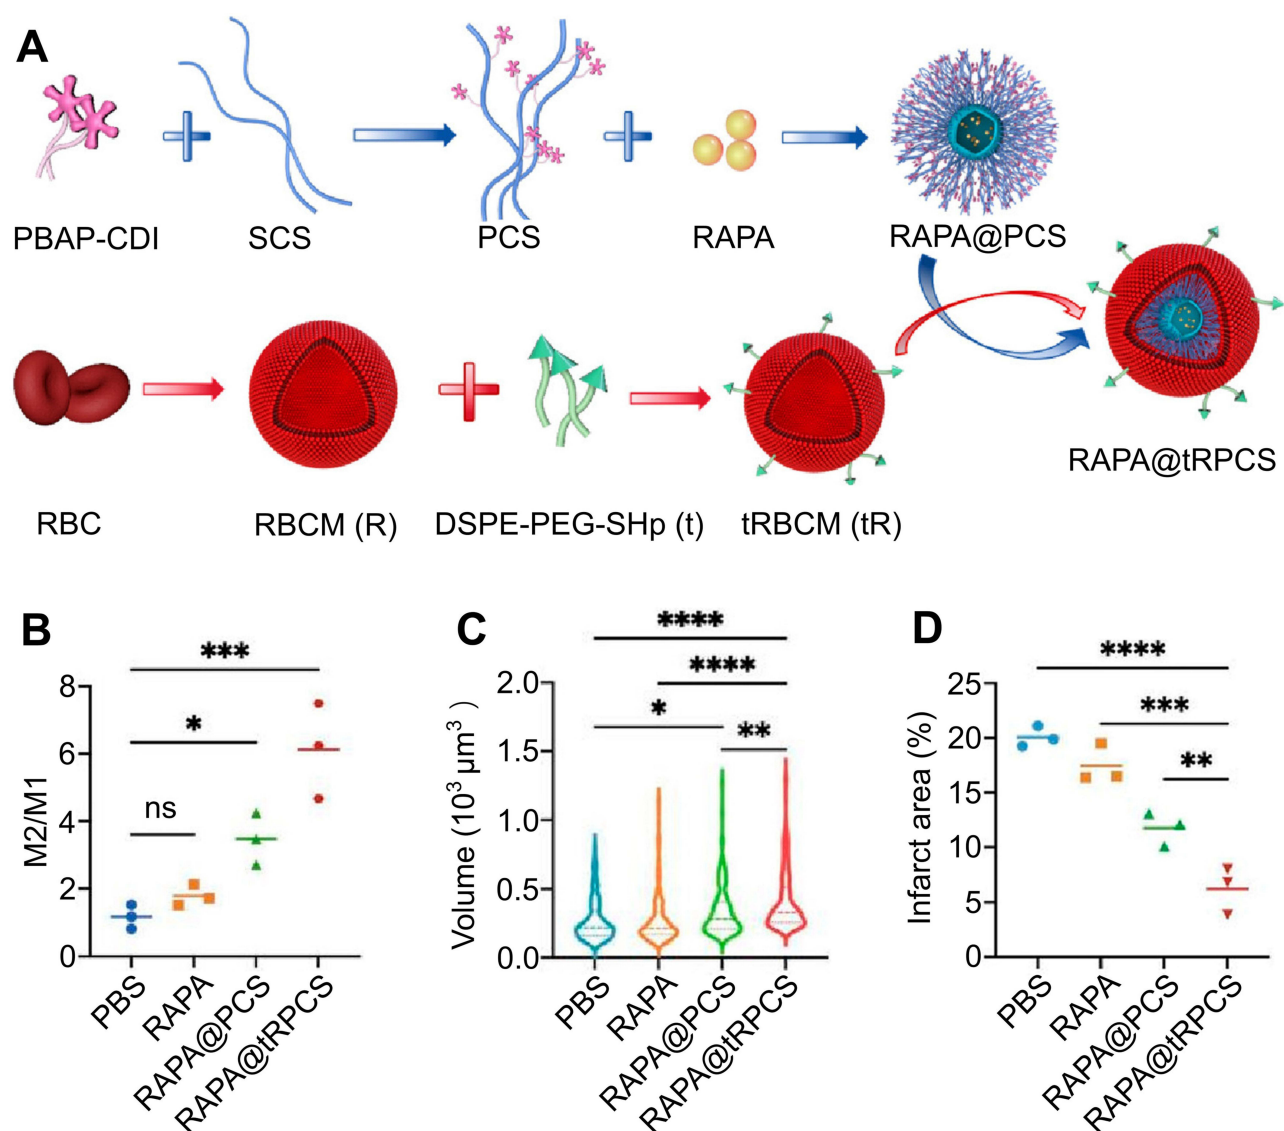 A
PBAP-CDI SCS PCS RAPA RAPA@PCS
RAPA@tRPCS
RBC RBCM (R) DSPE-PEG-SHp (t) tRBCM (tR)
B
***
*
ns
M2/M1
8
6
4
2
0
PBS
RAPA
RAPA@PCS
RAPA@tRPCS
C
****
****
*
**
Volume (10³ µm³ )
2.0
1.5
1.0
0.5
0.0
PBS
RAPA
RAPA@PCS
RAPA@tRPCS
D
****
***
**
Infarct area (%)
25
20
15
10
5
0
PBS
RAPA
RAPA@PCS
RAPA@tRPCS